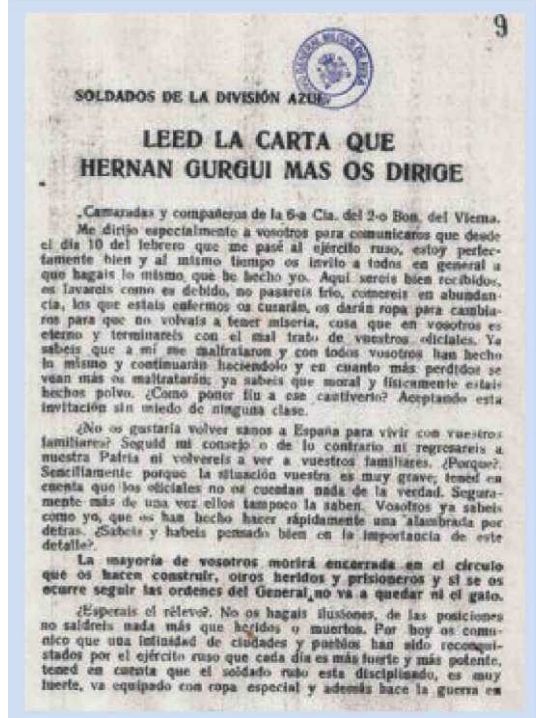 9
GENERAL MILITAR DE AVILA
SOLDADOS DE LA DIVISIÓN AZUL
LEED LA CARTA QUE
HERNAN GURGUI MAS OS DIRIGE
„Camaradas y compañeros de la 6-a Cia. del 2-o Bon. del Vierna.
Me dirijo especialmente a vosotros para comunicaros que desde
el día 10 del febrero que me pasé al ejército ruso, estoy perfec-
tamente bien y al mismo tiempo os invito a todos en general a
que hagais lo mismo, que he hecho yo. Aqui sereis bien recibidos,
os lavareis como es debido, no pasareis frío, comereis en abundan-
cia, los que estais enfermos os curarán, os darán ropa para cambia-
ros para que no volvais a tener miseria, cosa que en vosotros es
eterno y terminareis con el mal trato de vuestros oficiales. Ya
sabeis que a mí me maltrataron y con todos vosotros han hecho
lo mismo y continuarán haciendolo y en cuanto más perdidos se
vean más os maltratarán; ya sabeis que moral y físicamente estais
hechos polvo. ¿Como poner fin a ese cautiverio? Aceptando esta
invitación sin miedo de ninguna clase.
¿No os gustaría volver sanos a España para vivir con vuestros
familiares? Seguid mi consejo o de lo contrario ni regresareis a
nuestra Patria ni volvereis a ver a vuestros familiares. ¿Porque?.
Sencillamente porque la situación vuestra es muy grave, tened en
cuenta que los oficiales no os cuentan nada de la verdad. Segura-
mente más de una vez ellos tampoco la saben. Vosotros ya sabeis
como yo, que os han hecho hacer rápidamente una alambrada por
detras. ¿Sabeis y habeis pensado bien en la importancia de este
detalle?.
La mayoría de vosotros morirá encerrada en el circulo
que os hacen construir, otros heridos y prisioneros y si se os
ocurre seguir las ordenes del General, no va a quedar ni el gato.
¿Esperais el rélevo?. No os hagais ilusiones, de las posiciones
no saldreis nada más que heridos o muertos. Por hoy os comu-
nico que una infinidad de ciudades y pueblos han sido reconqui-
stados por el ejército ruso que cada dia es más fuerte y más potente,
tened en cuenta que el soldado ruso esta disciplinado, es muy
fuerte, va equipado con ropa especial y además hace la guerra en